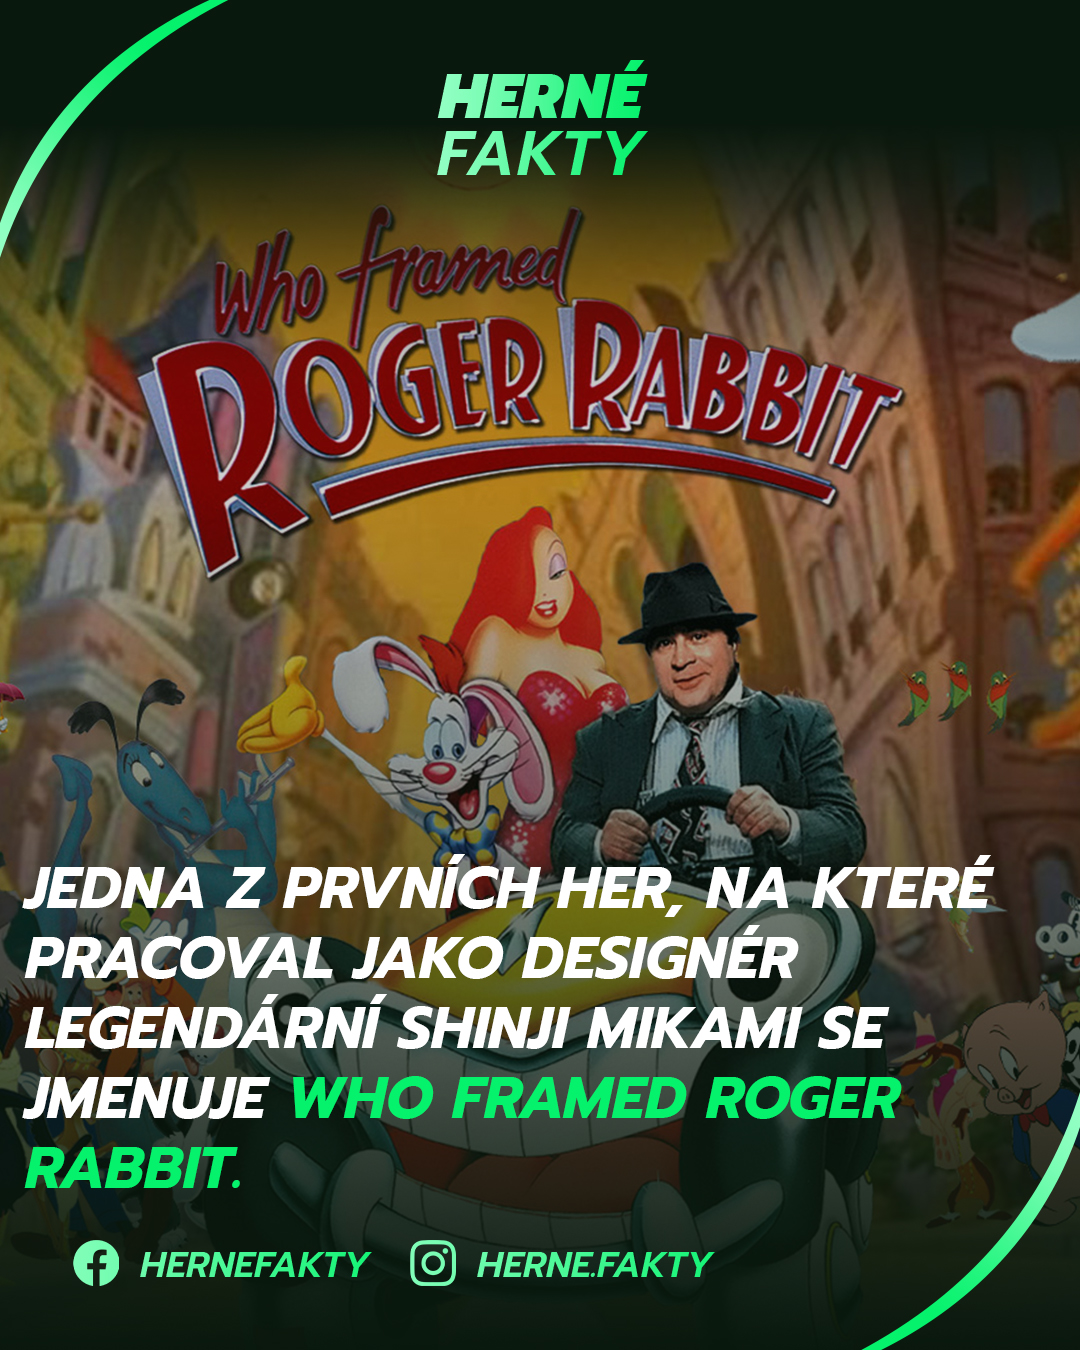 HERNÉ
FAKTY
Who framed
ROGER RABBIT
JEDNA Z PRVNÍCH HER, NA KTERÉ
PRACOVAL JAKO DESIGNÉR
LEGENDÁRNÍ SHINJI MIKAMI SE
JMENUJE WHO FRAMED ROGER
RABBIT.
HERNEFAKTY HERNE.FAKTY